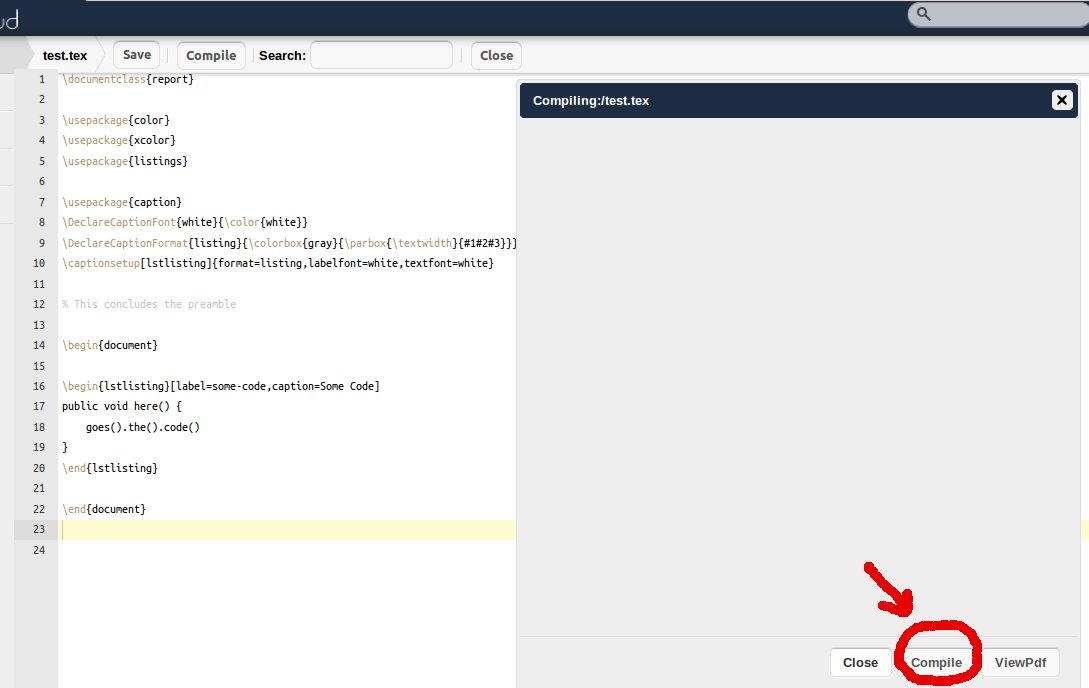 ud
test.tex Save Compile Search: Close
1 \documentclass{report}
2
3 \usepackage{color}
4 \usepackage{xcolor}
5 \usepackage{listings}
6
7 \usepackage{caption}
8 \DeclareCaptionFont{white}{\color{white}}
9 \DeclareCaptionFormat{listing}{\colorbox{gray}{\parbox{\textwidth}{#1#2#3}}}
10 \captionsetup[lstlisting]{format=listing,labelfont=white,textfont=white}
11
12 % This concludes the preamble
13
14 \begin{document}
15
16 \begin{lstlisting}[label=some-code,caption=Some Code]
17 public void here() {
18     goes().the().code()
19 }
20 \end{lstlisting}
21
22 \end{document}
23
24
Compiling:/test.tex
Close Compile ViewPdf